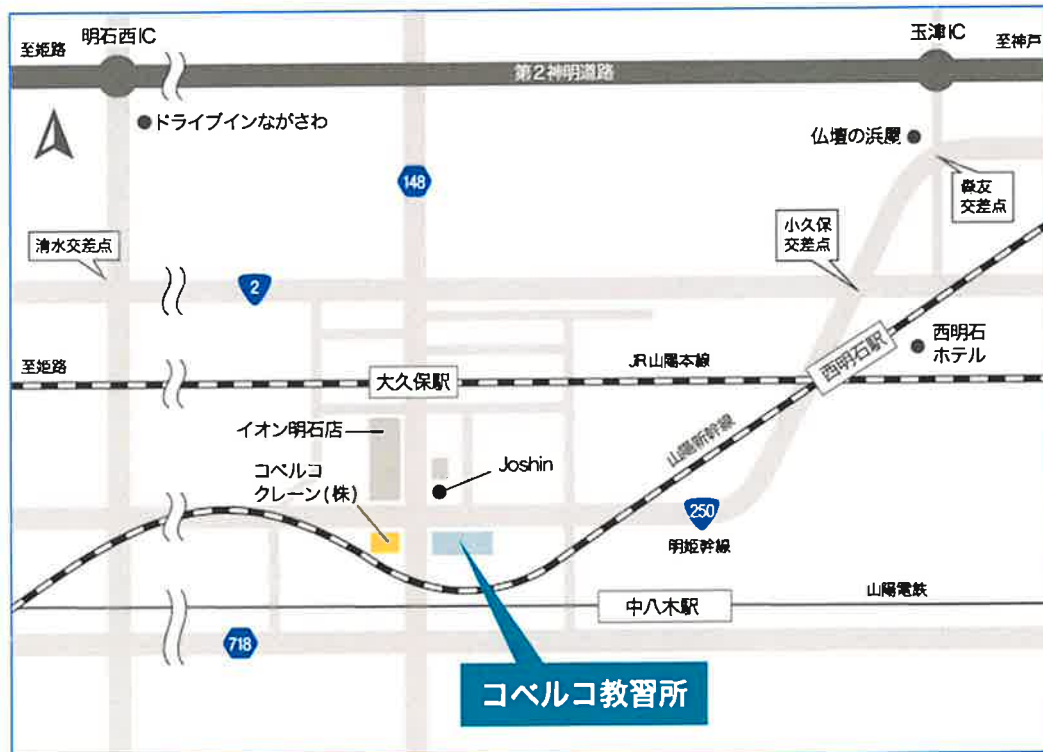 明石西IC
玉津IC
至姫路
至神戸
第2神明道路
ドライブインながさわ
仏壇の浜屋
148
森友
交差点
小久保
交差点
清水交差点
2
西明石
ホテル
至姫路
JR山陽本線
西明石駅
大久保駅
イオン明石店
山陽新幹線
コベルコ
クレーン(株)
Joshin
250
明姫幹線
山陽電鉄
中八木駅
718
コベルコ教習所